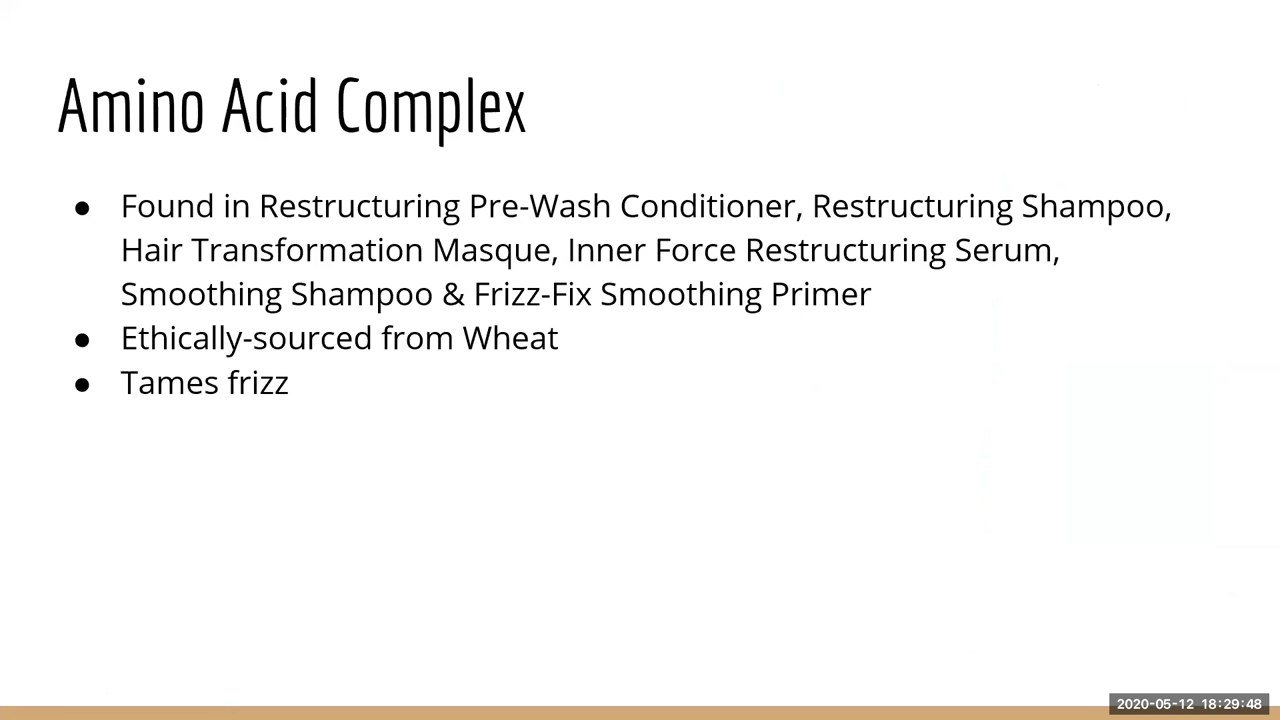 Amino Acid Complex
● Found in Restructuring Pre-Wash Conditioner, Restructuring Shampoo,
Hair Transformation Masque, Inner Force Restructuring Serum,
Smoothing Shampoo & Frizz-Fix Smoothing Primer
● Ethically-sourced from Wheat
● Tames frizz
2020-05-12 18:29:48